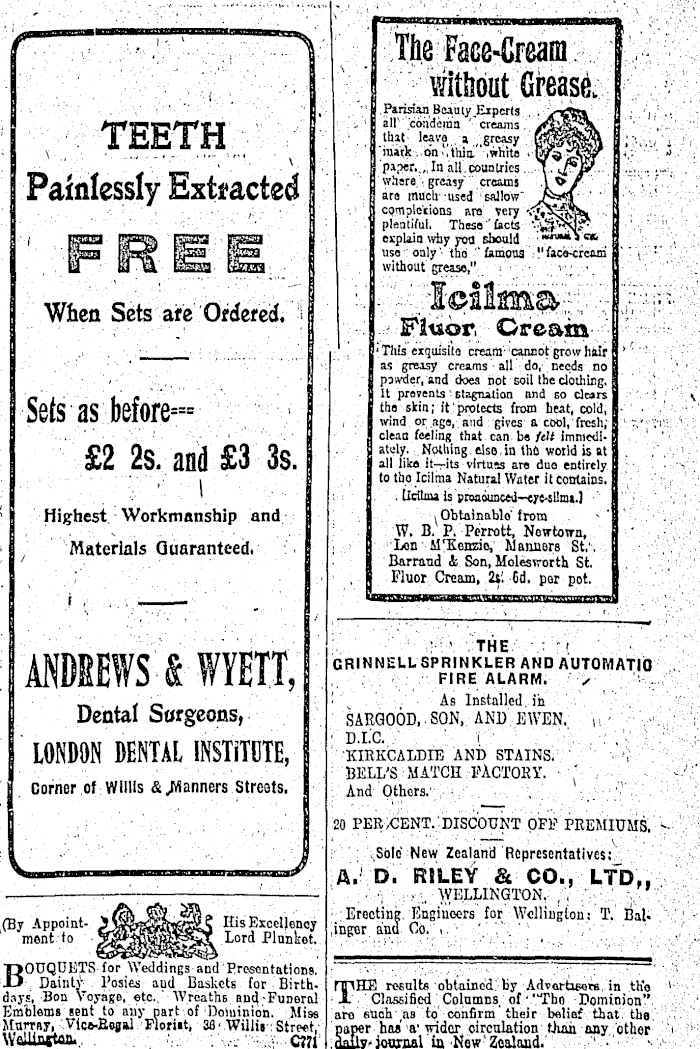 TEETH
Painlessly Extracted
FREE
When Sets are Ordered.
Sets as before==
£2 2s. and £3 3s.
Highest Workmanship and
Materials Guaranteed.
ANDREWS & WYETT,
Dental Surgeons,
LONDON DENTAL INSTITUTE,
Corner of Willis & Manners Streets.
(By Appoint-
ment to
His Excellency
Lord Plunket.
BOUQUETS for Weddings and Presentations.
Dainty Posies and Baskets for Birth-
days, Bon Voyage, etc. Wreaths and Funeral
Emblems sent to any part of Dominion. Miss
Murray, Vice-Regal Florist, 36 Willis Street,
Wellington. C771
The Face-Cream
without Grease.
Parisian Beauty Experts
all condemn creams
that leave a greasy
mark on thin white
paper. In all countries
where greasy creams
are much used sallow
complexions are very
plentiful. These facts
explain why you should
use only the famous "face-cream
without grease,"
Icilma
Fluor Cream
This exquisite cream cannot grow hair
as greasy creams all do, needs no
powder, and does not soil the clothing.
It prevents stagnation and so clears
the skin; it protects from heat, cold,
wind or age, and gives a cool, fresh,
clean feeling that can be felt immedi-
ately. Nothing else in the world is at
all like it—its virtues are due entirely
to the Icilma Natural Water it contains.
[Icilma is pronounced—eye-silma.]
Obtainable from
W. B. P. Perrott, Newtown,
Len M'Kenzie, Manners St.
Barraud & Son, Molesworth St.
Fluor Cream, 2s. 6d. per pot.
THE
GRINNELL SPRINKLER AND AUTOMATIC
FIRE ALARM.
As Installed in
SARGOOD, SON, AND EWEN.
D.I.C.
KIRKCALDIE AND STAINS.
BELL'S MATCH FACTORY.
And Others.
20 PER CENT. DISCOUNT OFF PREMIUMS.
Sole New Zealand Representatives:
A. D. RILEY & CO., LTD.,
WELLINGTON.
Erecting Engineers for Wellington: T. Bal-
inger and Co.
THE results obtained by Advertisers in the
Classified Columns of "The Dominion"
are such as to confirm their belief that the
paper has a wider circulation than any other
daily journal in New Zealand.